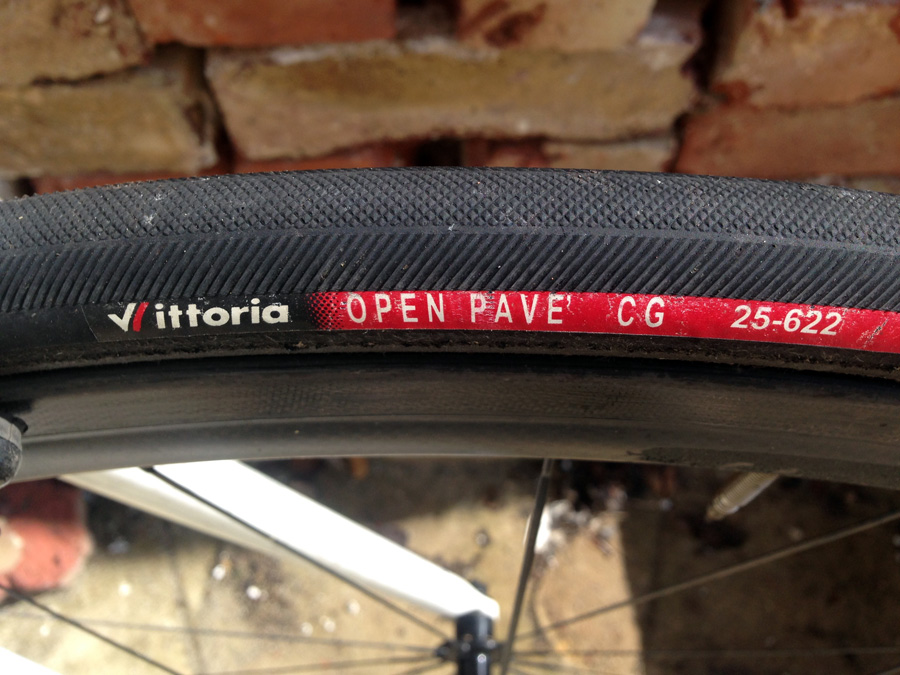 Vittoria OPEN PAVE' CG 25-622